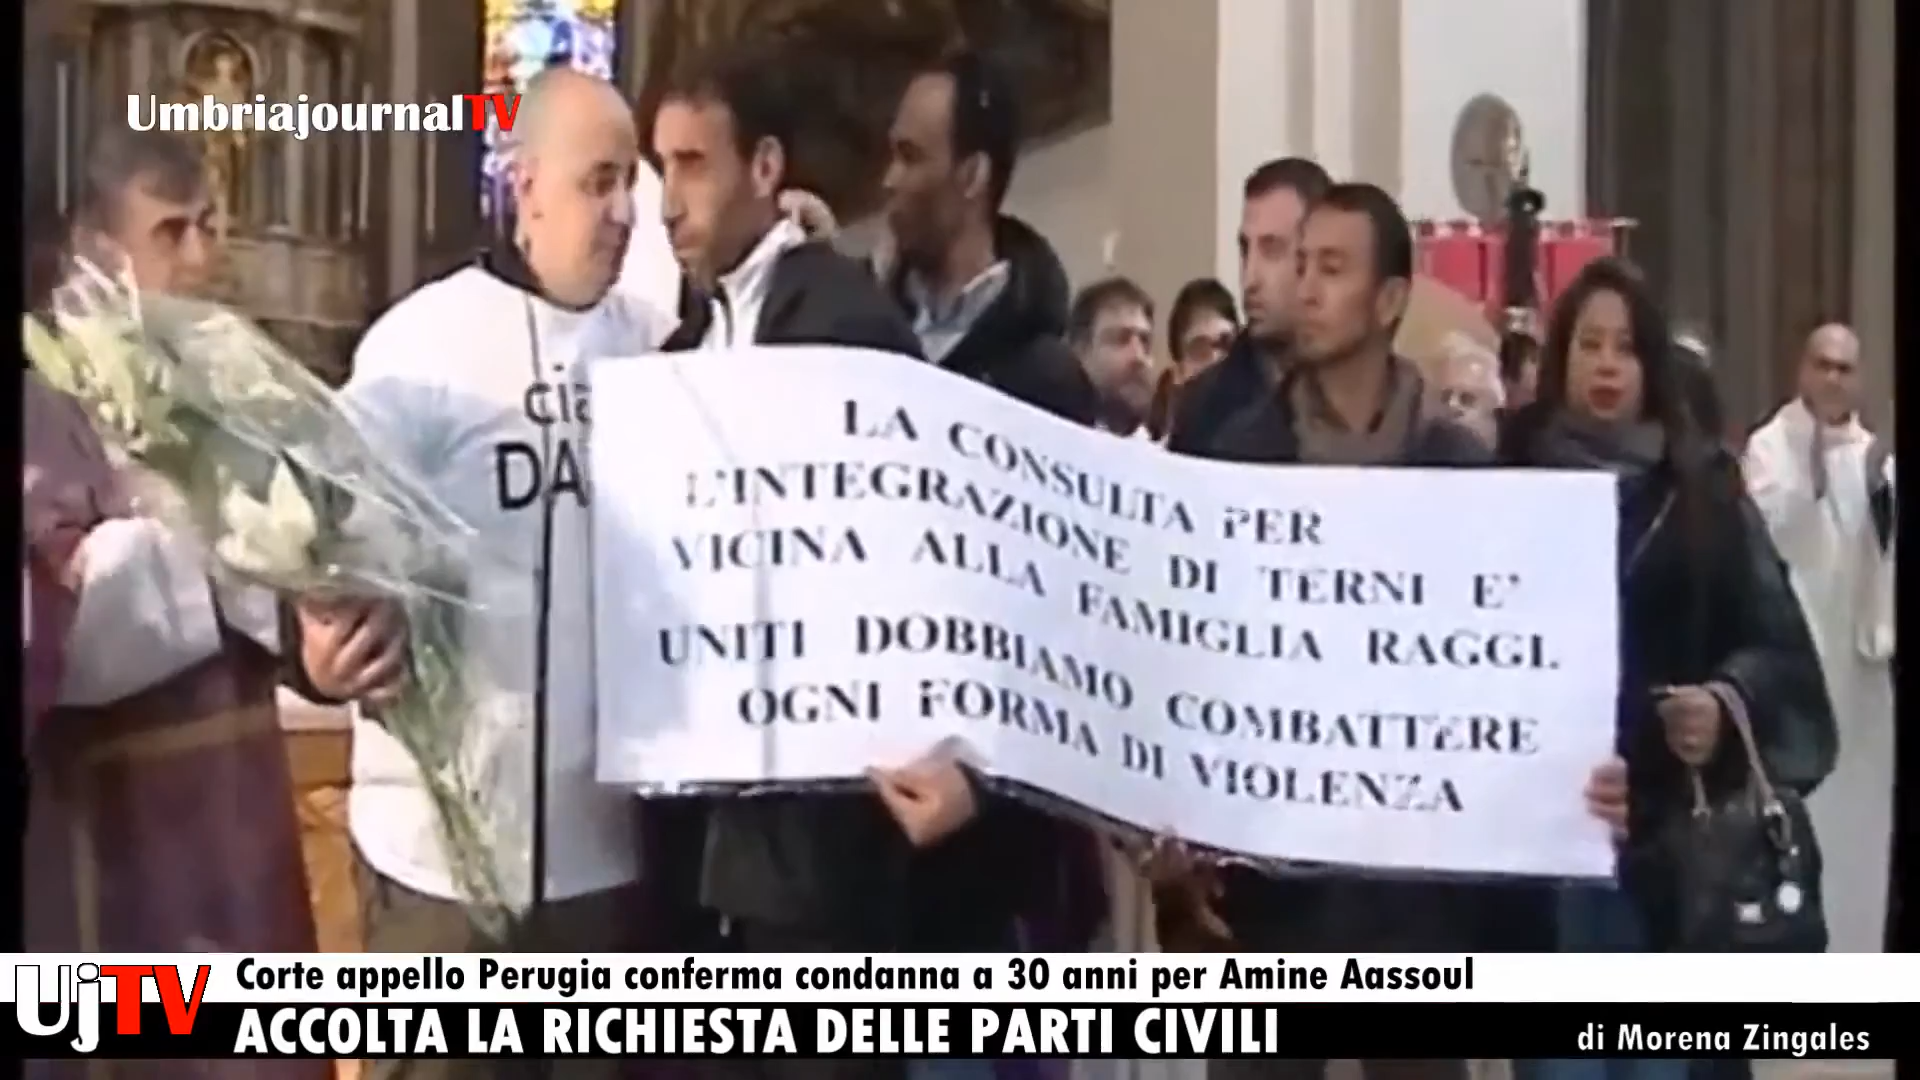 UmbriajournalTV
cia
DA
LA CONSULTA PER
L'INTEGRAZIONE DI TERNI E'
VICINA ALLA FAMIGLIA RAGGI.
UNITI DOBBIAMO COMBATTERE
OGNI FORMA DI VIOLENZA
UjTV
Corte appello Perugia conferma condanna a 30 anni per Amine Aassoul
ACCOLTA LA RICHIESTA DELLE PARTI CIVILI
di Morena Zingales